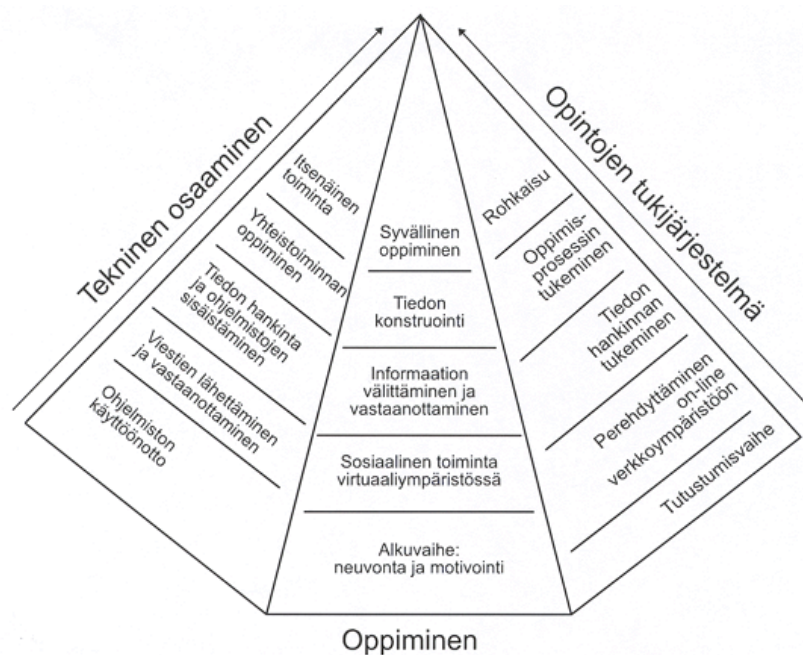 Tekninen osaaminen
Itsenäinen
toiminta
Yhteistoiminnan
oppiminen
Tiedon hankinta
ja ohjelmistojen
sisäistäminen
Viestien lähettäminen
ja vastaanottaminen
Ohjelmiston
käyttöönotto
Syvällinen
oppiminen
Tiedon
konstruointi
Informaation
välittäminen ja
vastaanottaminen
Sosiaalinen toiminta
virtuaaliympäristössä
Alkuvaihe:
neuvonta ja motivointi
Oppiminen
Opintojen tukijärjestelmä
Rohkaisu
Oppimis-
prosessin
tukeminen
Tiedon
hankinnan
tukeminen
Perehdyttäminen
on-line
verkkoympäristöön
Tutustumisvaihe